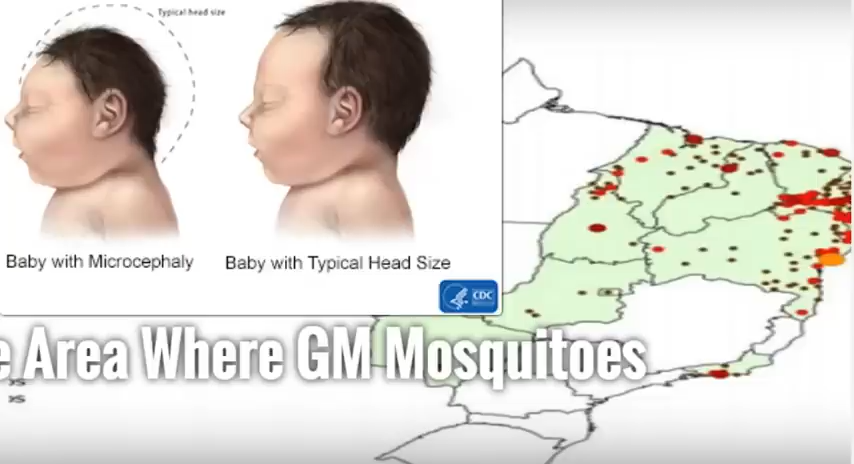 Typical head size
Baby with Microcephaly
Baby with Typical Head Size
CDC
e Area Where GM Mosquitoes